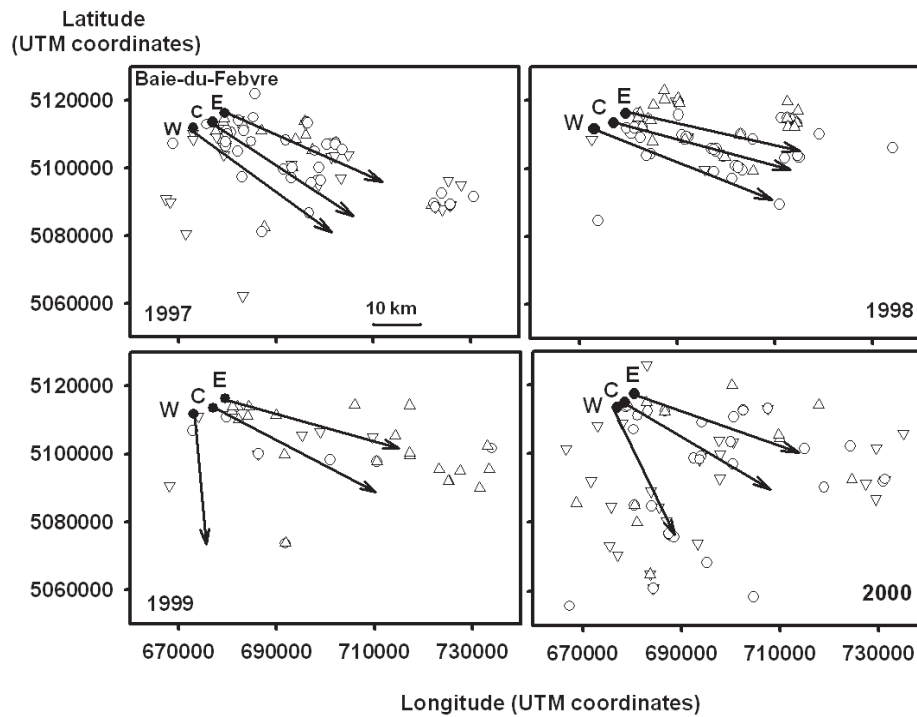 Latitude
(UTM coordinates)
Baie-du-Febvre
W C E
5120000
5100000
5080000
5060000
1997
10 km
W C E
1998
5120000
5100000
5080000
5060000
W C E
1999
W C E
2000
670000 690000 710000 730000
670000 690000 710000 730000
Longitude (UTM coordinates)